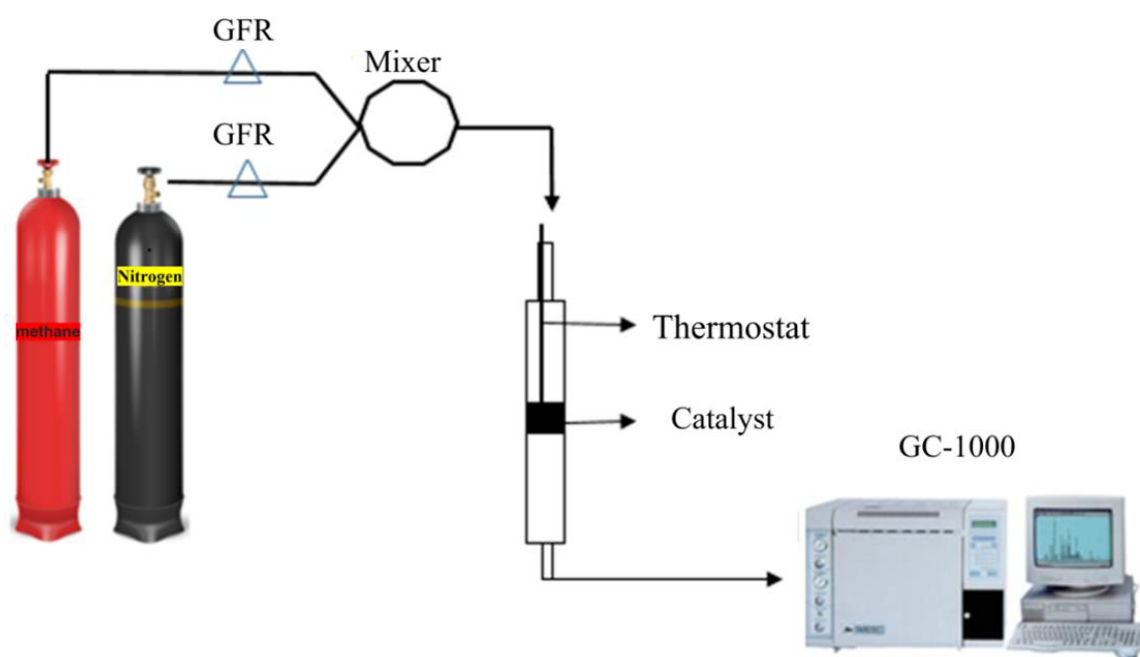 GFR
Mixer
GFR
Nitrogen
methane
Thermostat
Catalyst
GC-1000